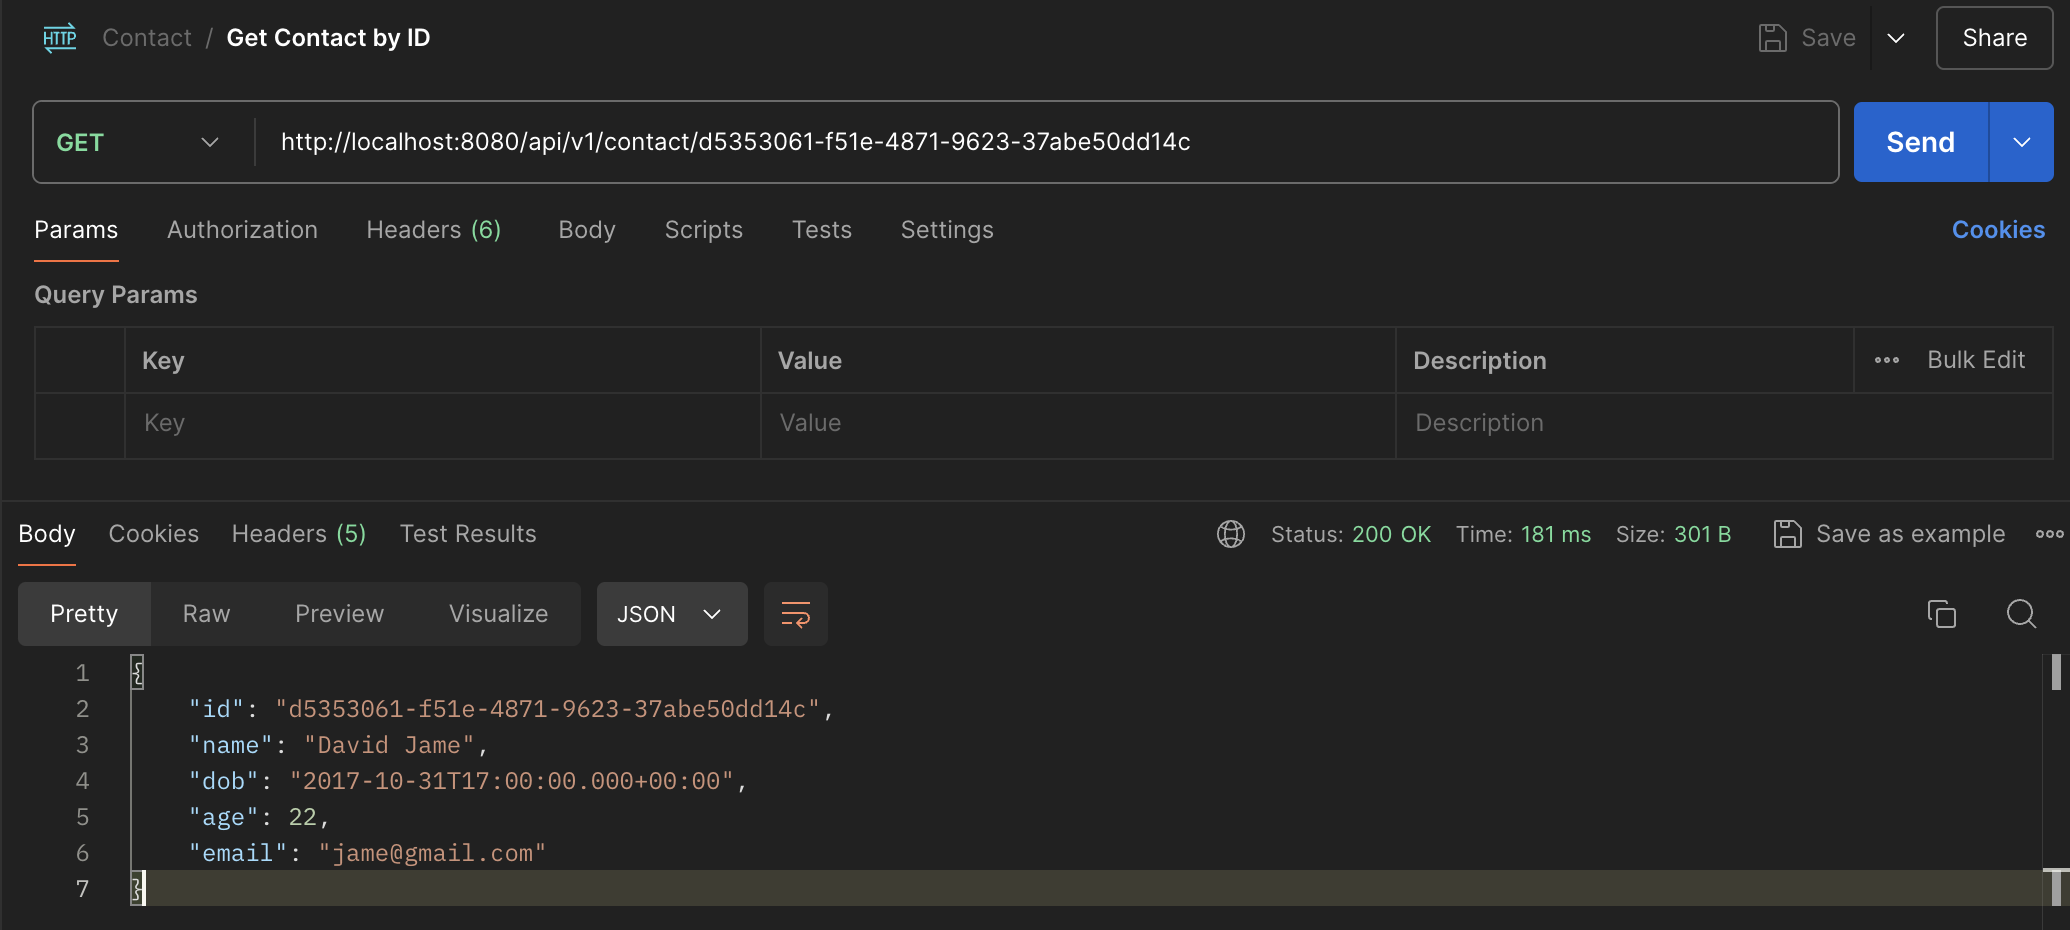 HTTP Contact / Get Contact by ID Save Share
GET http://localhost:8080/api/v1/contact/d5353061-f51e-4871-9623-37abe50dd14c Send
Params Authorization Headers (6) Body Scripts Tests Settings Cookies
Query Params
Key Value Description Bulk Edit
Key Value Description
Body Cookies Headers (5) Test Results Status: 200 OK Time: 181 ms Size: 301 B Save as example
Pretty Raw Preview Visualize JSON
1 {
2 "id": "d5353061-f51e-4871-9623-37abe50dd14c",
3 "name": "David Jame",
4 "dob": "2017-10-31T17:00:00.000+00:00",
5 "age": 22,
6 "email": "jame@gmail.com"
7 }